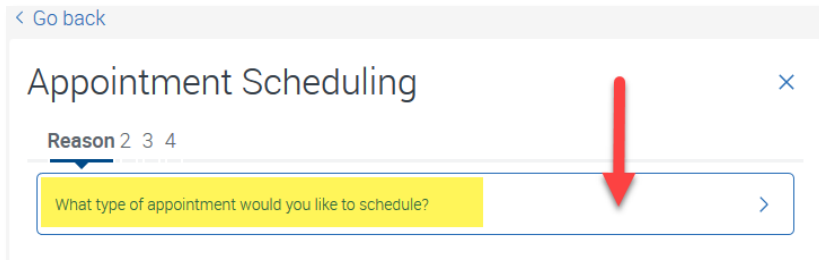 Go back
Appointment Scheduling
Reason 2 3 4
What type of appointment would you like to schedule?